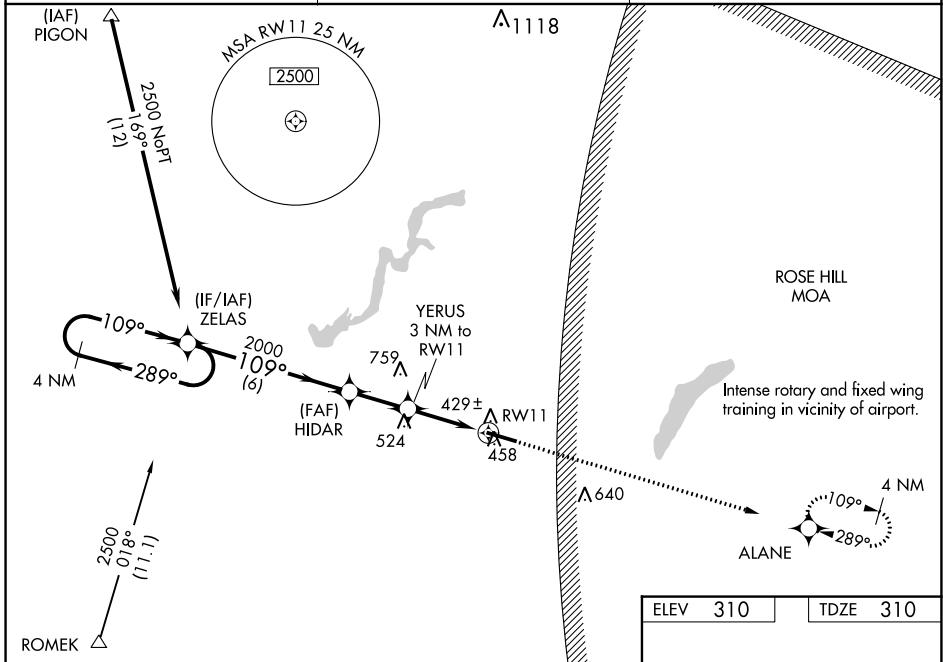 (IAF)
PIGON
2500 NoPT
169°
(12)
MSA RW11 25 NM
2500
1118
(IF/IAF)
ZELAS
109°
289°
4 NM
2000
109°
(6)
(FAF)
HIDAR
YERUS
3 NM to
RW11
759
524
429±
RW11
458
640
ROSE HILL
MOA
Intense rotary and fixed wing
training in vicinity of airport.
4 NM
109°
289°
ALANE
2500
018°
(11.1)
ROMEK
ELEV 310
TDZE 310